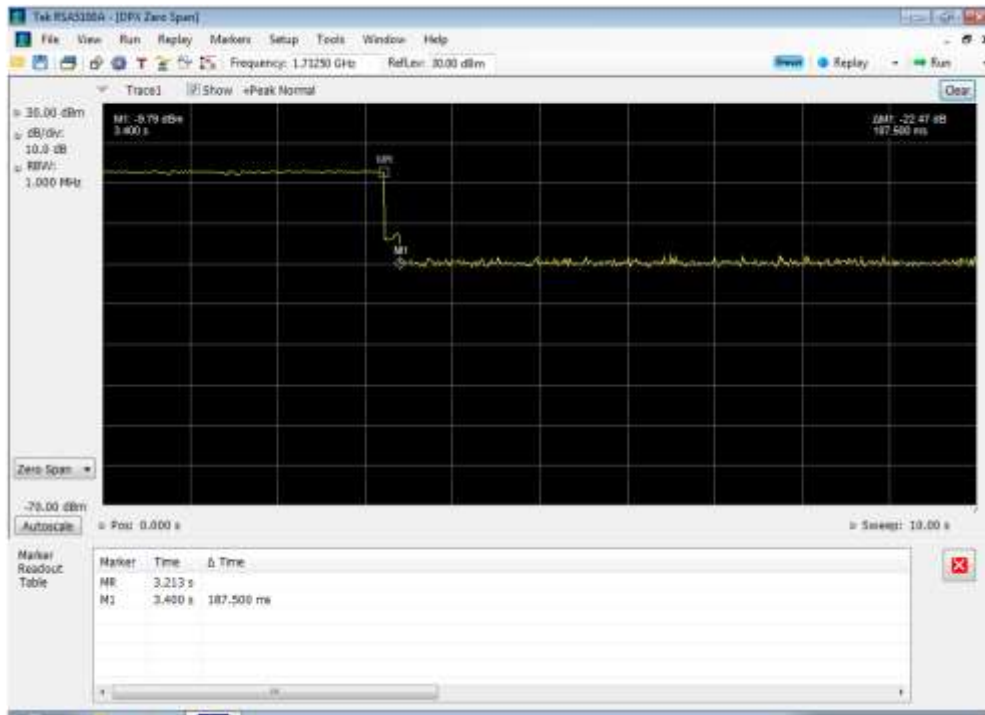 Tek RSA5100A - [DPX Zero Span]
File View Run Replay Markers Setup Tools Window Help
T Frequency: 1.73250 GHz RefLev: 30.00 dBm Preset Replay Run
Trace1 Show +Peak Normal Clear
30.00 dBm
dB/div:
10.0 dB
RBW:
1.000 MHz
M1: -9.79 dBm
3.400 s
ΔM1: -22.47 dB
187.500 ms
MR
M1
Zero Span
-70.00 dBm
Autoscale Pos: 0.000 s Sweep: 10.00 s
Marker
Readout
Table
Marker Time Δ Time
MR 3.213 s
M1 3.400 s 187.500 ms